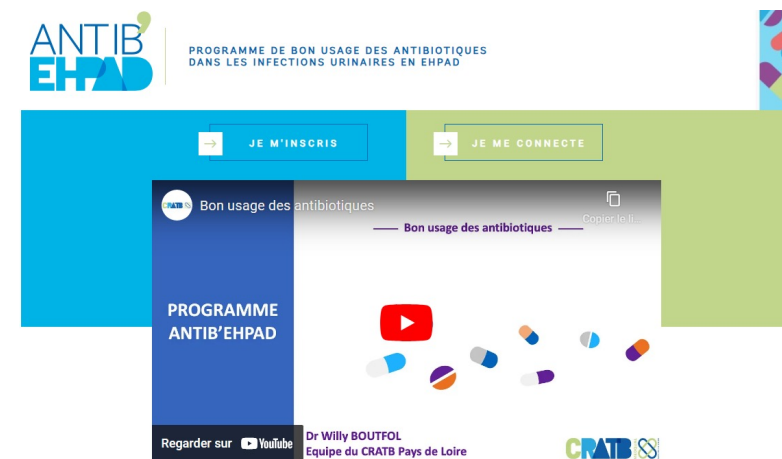 ANTIB'
EHPAD
PROGRAMME DE BON USAGE DES ANTIBIOTIQUES
DANS LES INFECTIONS URINAIRES EN EHPAD
JE M'INSCRIS
JE ME CONNECTE
CRATB
Bon usage des antibiotiques
Copier le li...
Bon usage des antibiotiques
PROGRAMME
ANTIB'EHPAD
Regarder sur YouTube
Dr Willy BOUTFOL
Equipe du CRATB Pays de Loire
CRATB